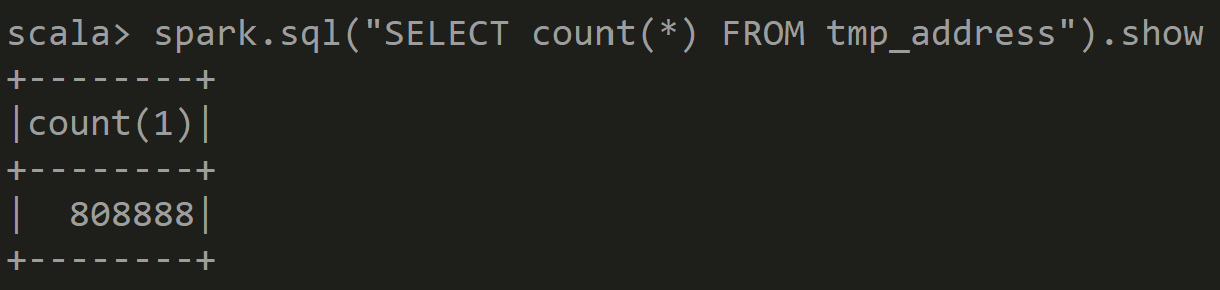 scala> spark.sql("SELECT count(*) FROM tmp_address").show
+--------+
|count(1)|
+--------+
|  808888|
+--------+